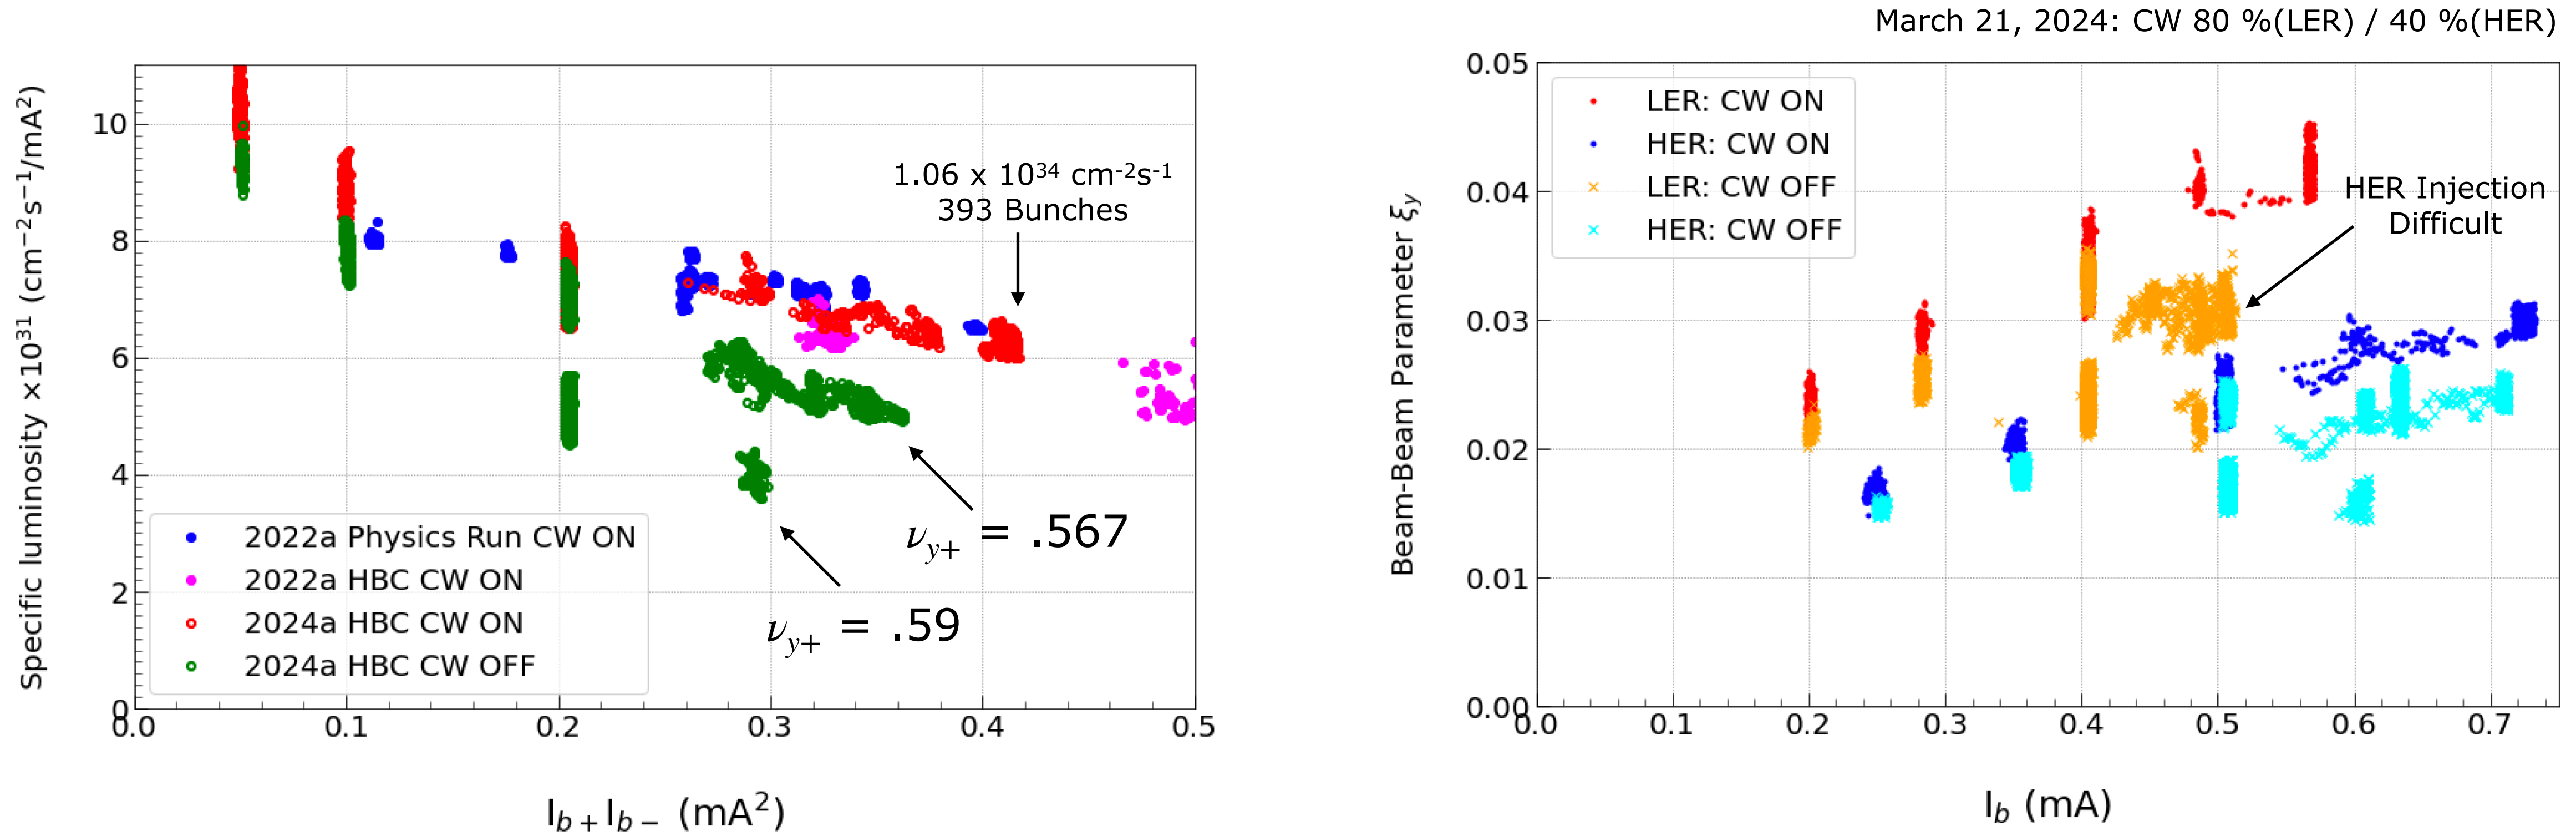 March 21, 2024: CW 80 %(LER) / 40 %(HER)
Specific luminosity ×10³¹ (cm⁻²s⁻¹/mA²)
10
8
6
4
2
0
0.0 0.1 0.2 0.3 0.4 0.5
I_b+I_b− (mA²)
1.06 x 10³⁴ cm⁻²s⁻¹
393 Bunches
ν_y+ = .567
ν_y+ = .59
2022a Physics Run CW ON
2022a HBC CW ON
2024a HBC CW ON
2024a HBC CW OFF
Beam-Beam Parameter ξ_y
0.05
0.04
0.03
0.02
0.01
0.00
0.0 0.1 0.2 0.3 0.4 0.5 0.6 0.7
I_b (mA)
LER: CW ON
HER: CW ON
LER: CW OFF
HER: CW OFF
HER Injection
Difficult